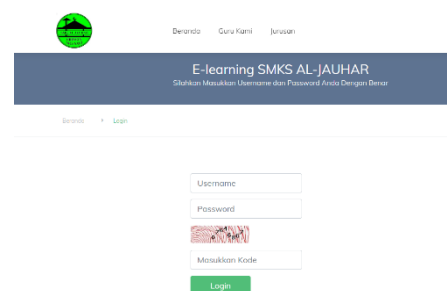 Beranda Guru Kami Jurusan
E-learning SMKS AL-JAUHAR
Silahkan Masukkan Username dan Password Anda Dengan Benar
Beranda Login
Username
Password
Masukkan Kode
Login